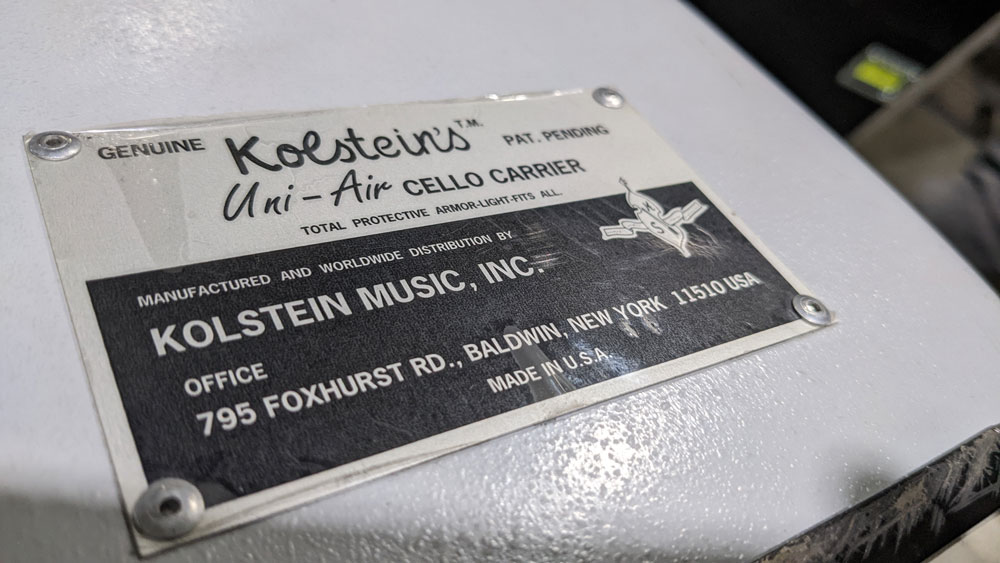 GENUINE Kolstein's T.M. PAT. PENDING
Uni-Air CELLO CARRIER
TOTAL PROTECTIVE ARMOR-LIGHT-FITS ALL.
MANUFACTURED AND WORLDWIDE DISTRIBUTION BY
KOLSTEIN MUSIC, INC.
OFFICE
795 FOXHURST RD., BALDWIN, NEW YORK 11510 USA
MADE IN U.S.A.